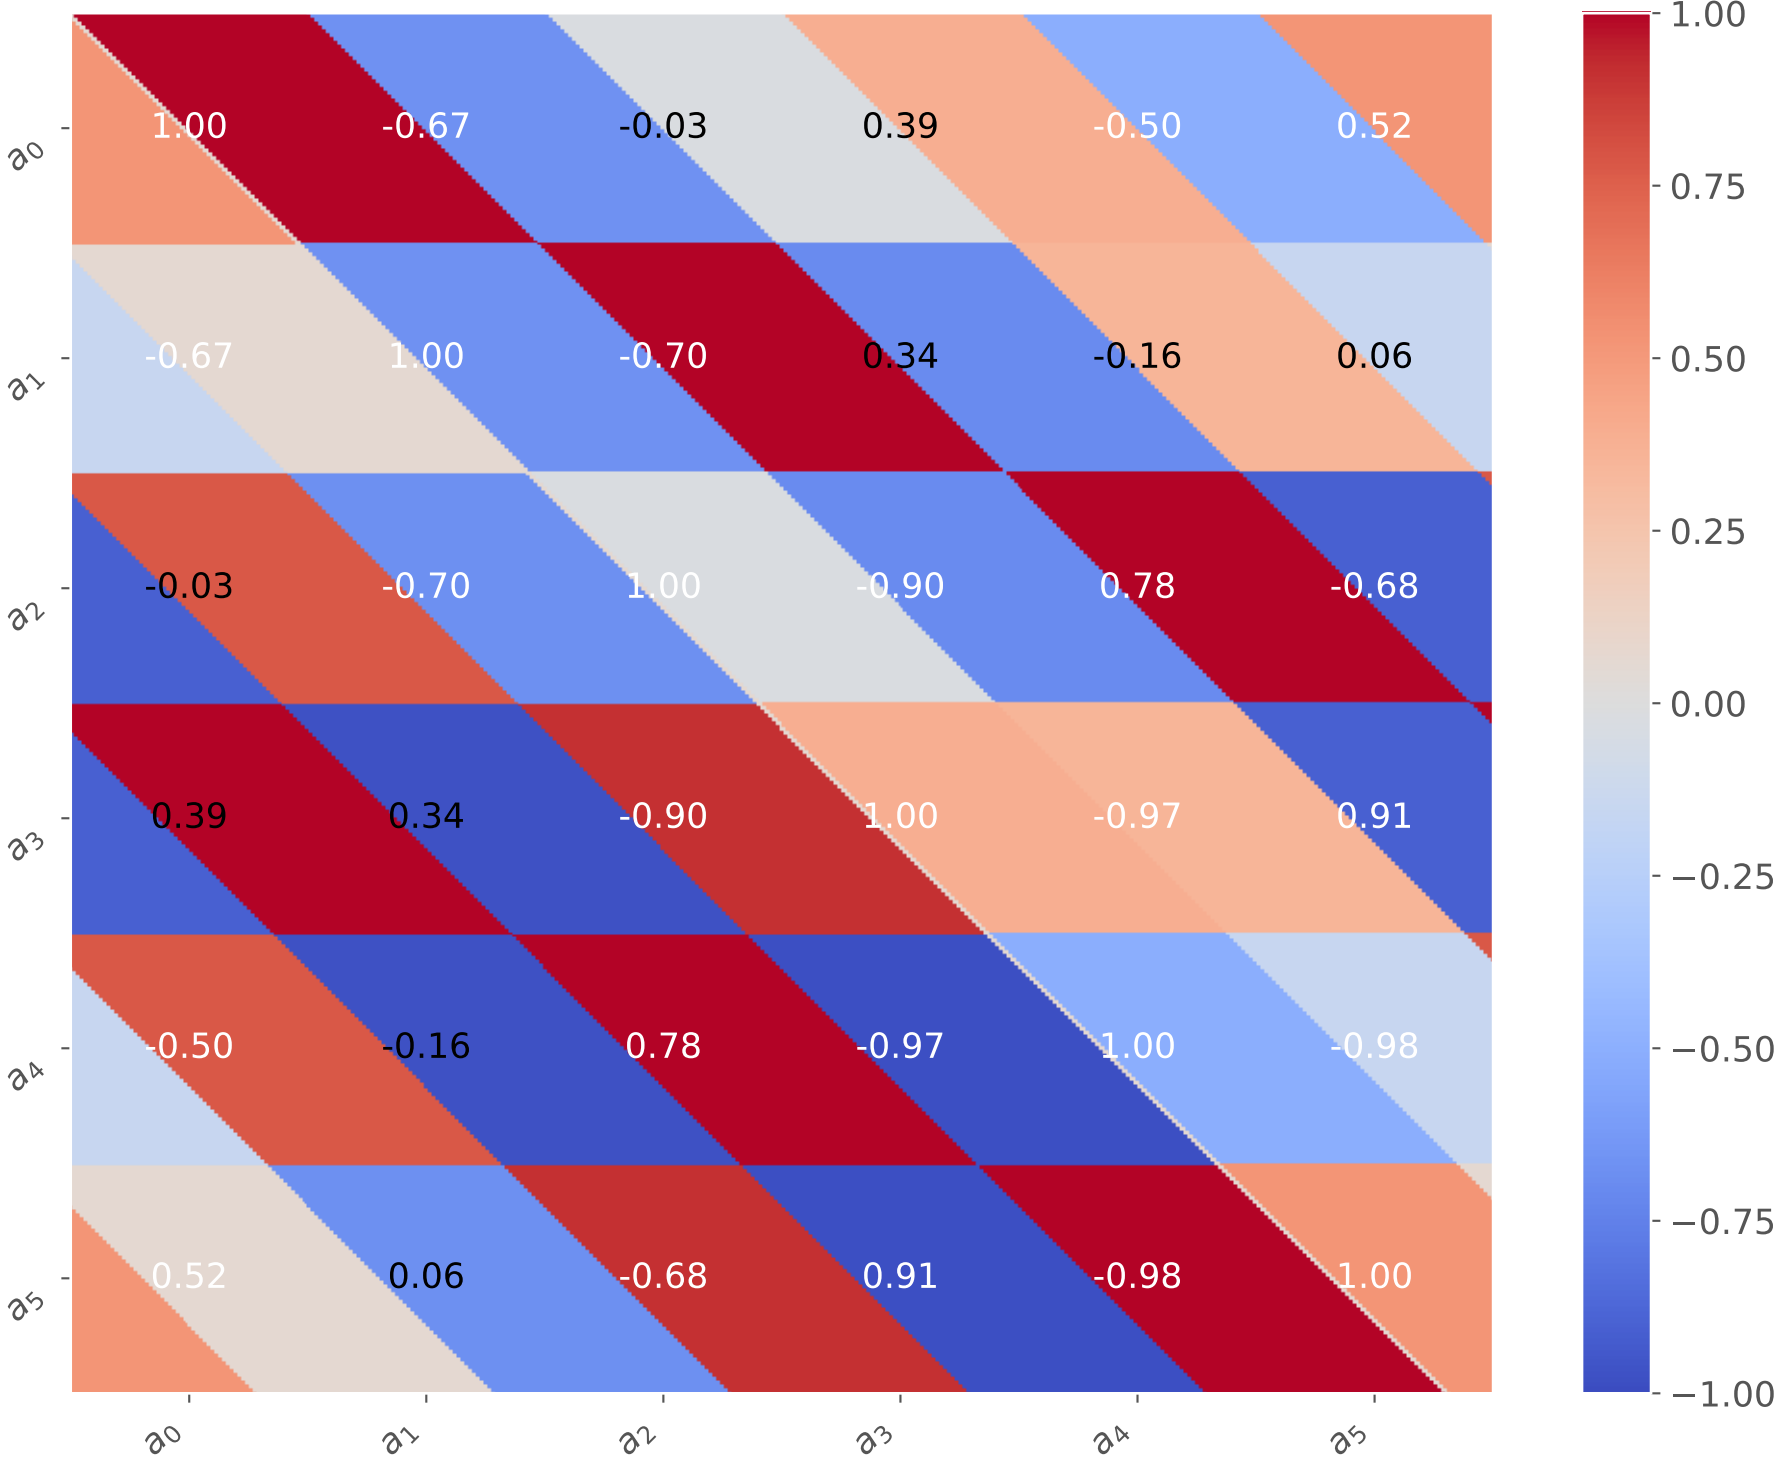 1.00
a0 1.00 -0.67 -0.03 0.39 -0.50 0.52
0.75
a1 -0.67 1.00 -0.70 0.34 -0.16 0.06
0.50
0.25
a2 -0.03 -0.70 1.00 -0.90 0.78 -0.68
0.00
a3 0.39 0.34 -0.90 1.00 -0.97 0.91
−0.25
a4 -0.50 -0.16 0.78 -0.97 1.00 -0.98
−0.50
−0.75
a5 0.52 0.06 -0.68 0.91 -0.98 1.00
−1.00
a0 a1 a2 a3 a4 a5